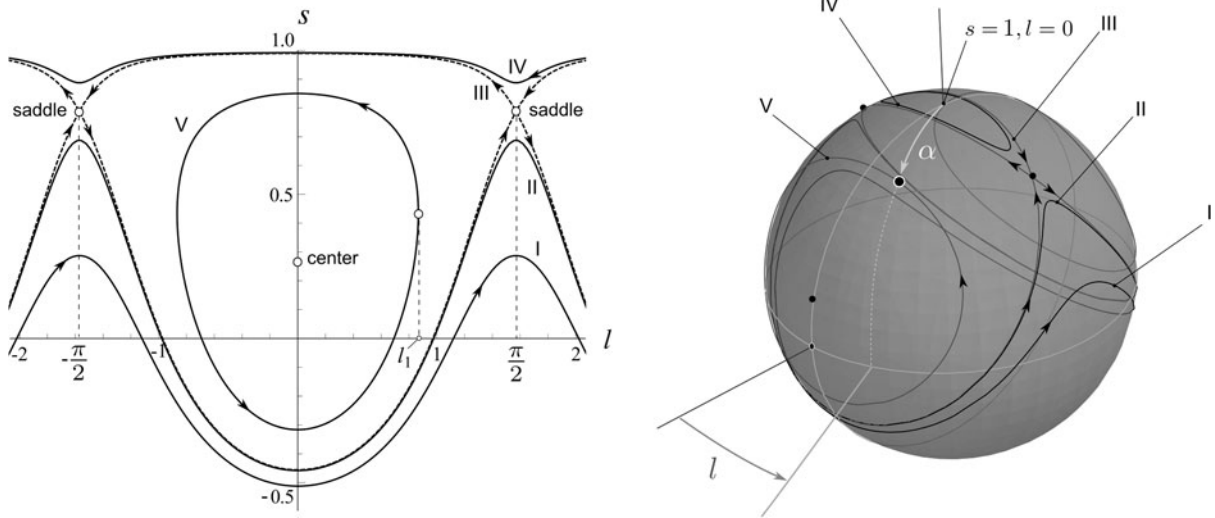 s
1.0
IV
III
saddle
saddle
V
II
0.5
I
center
-2
-π/2
-1
l₁
1
π/2
2
l
-0.5
IV
s = 1, l = 0
III
V
II
α
I
l